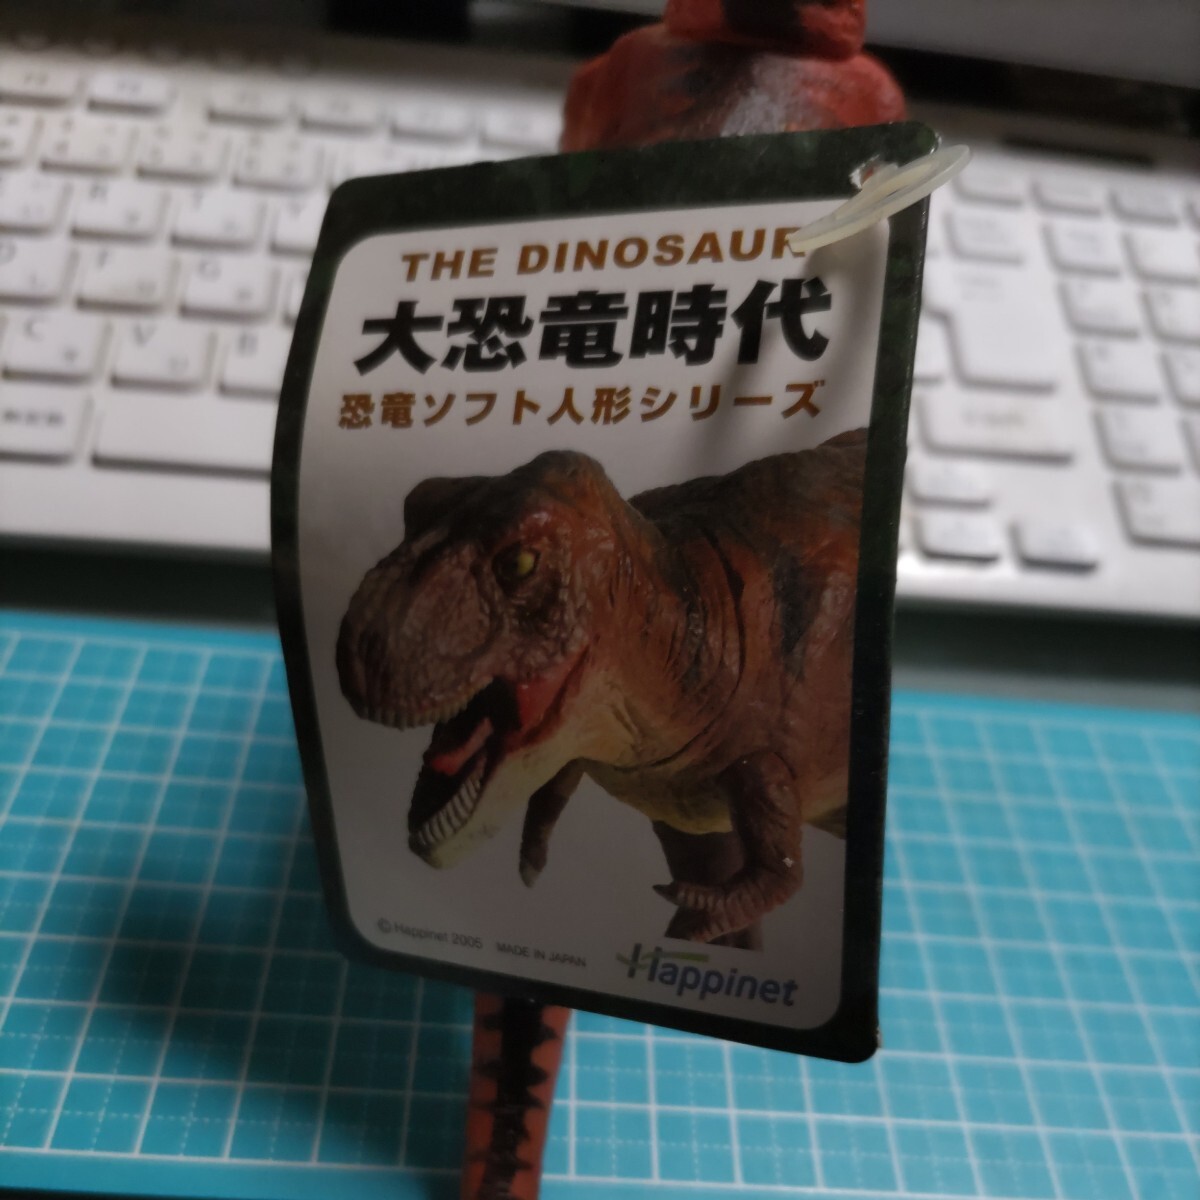 THE DINOSAUR
大恐竜時代
恐竜ソフト人形シリーズ
© Happinet 2005 MADE IN JAPAN
Happinet